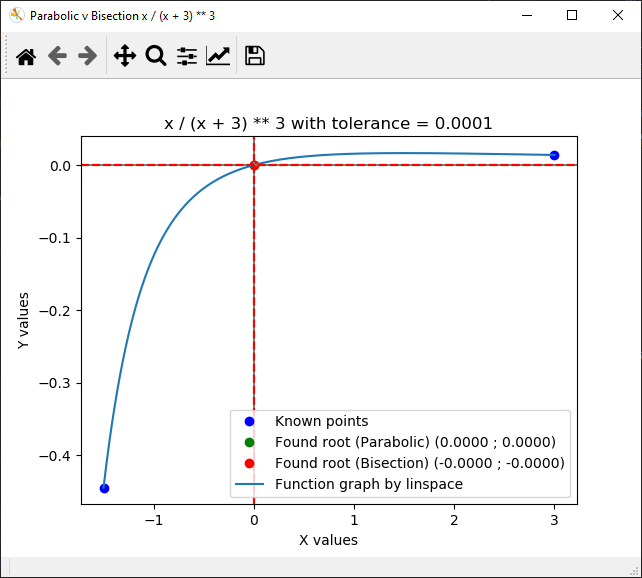 Parabolic v Bisection x / (x + 3) ** 3
x / (x + 3) ** 3 with tolerance = 0.0001
0.0
−0.1
−0.2
−0.3
−0.4
Y values
Known points
Found root (Parabolic) (0.0000 ; 0.0000)
Found root (Bisection) (-0.0000 ; -0.0000)
Function graph by linspace
−1 0 1 2 3
X values